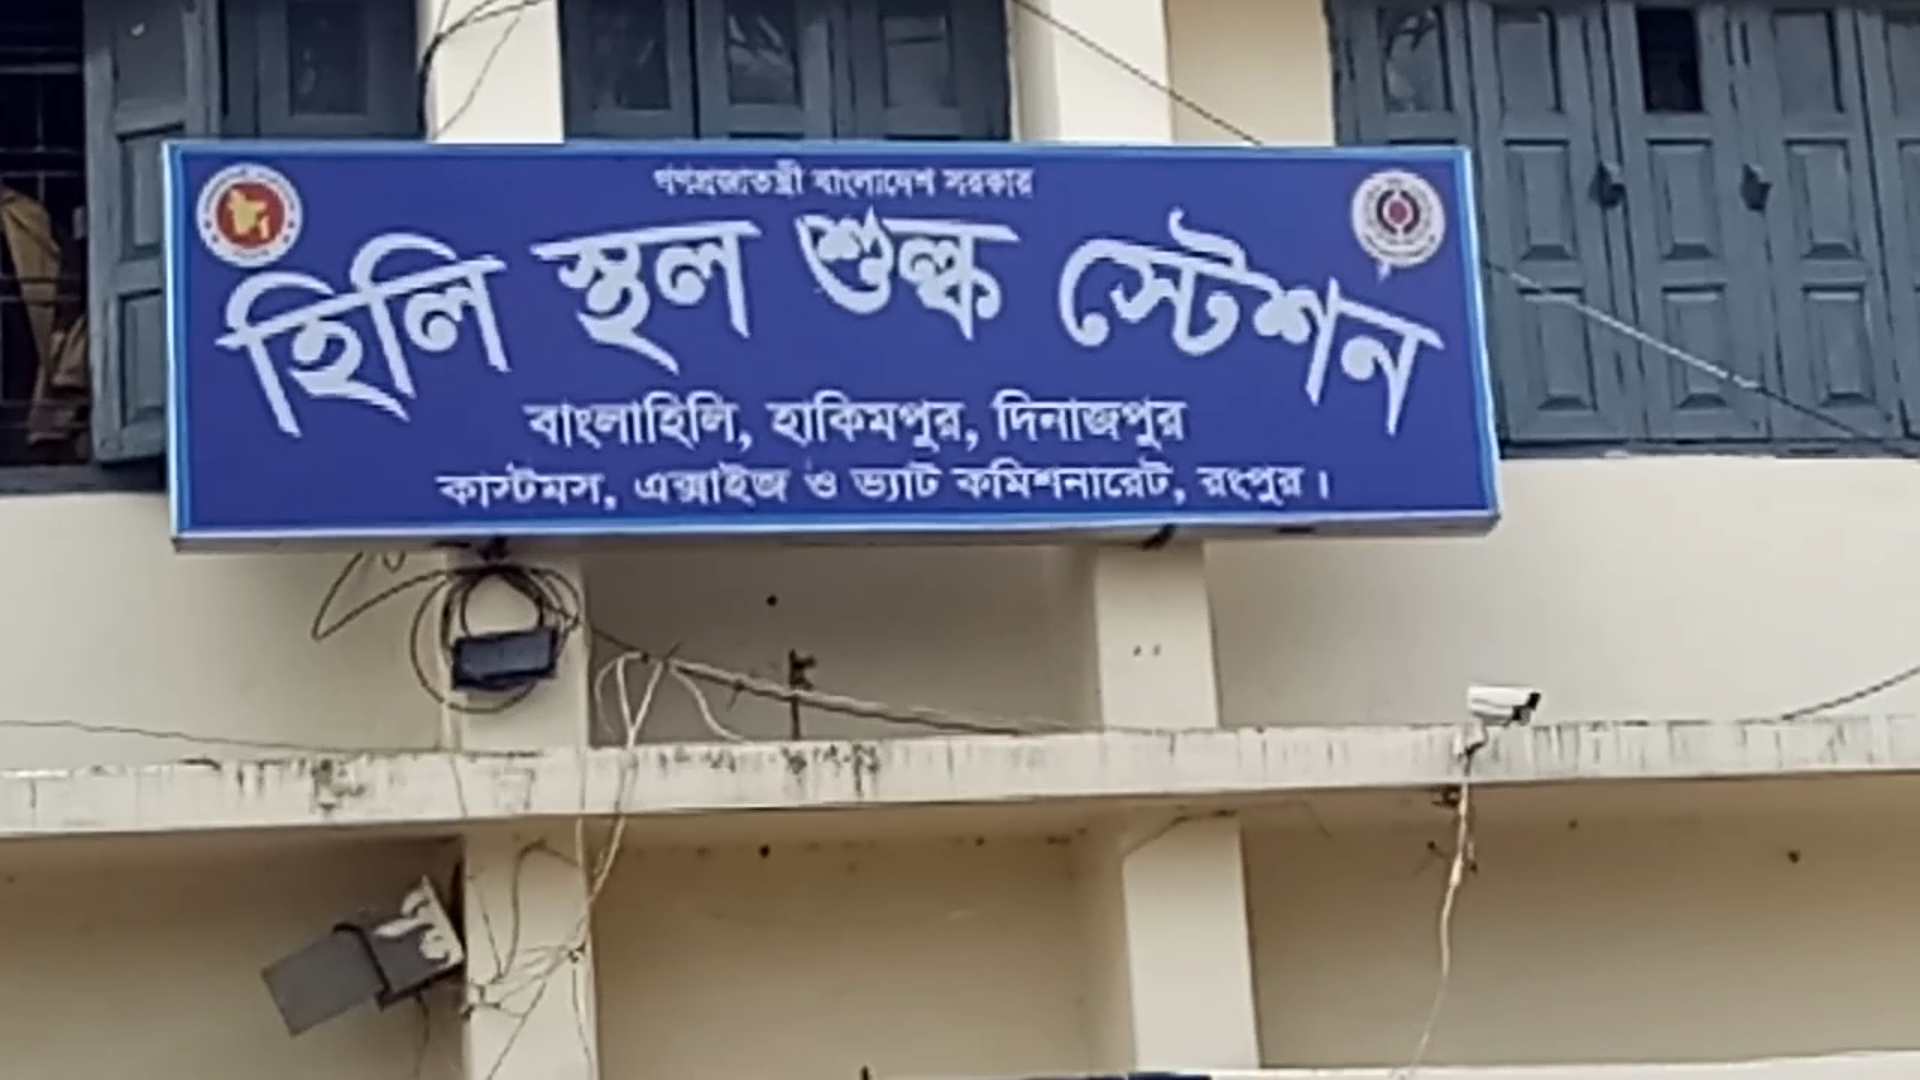 গণপ্রজাতন্ত্রী বাংলাদেশ সরকার
হিলি স্থল শুল্ক স্টেশন
বাংলাহিলি, হাকিমপুর, দিনাজপুর
কাস্টমস, এক্সাইজ ও ভ্যাট কমিশনারেট, রংপুর।